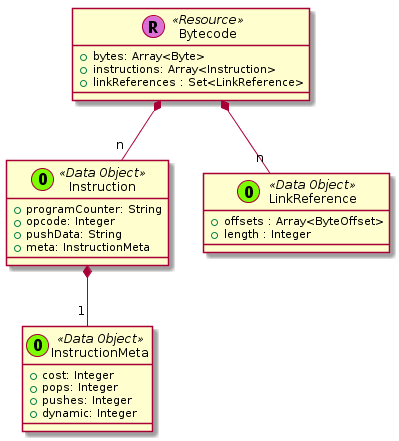 R «Resource»
Bytecode
bytes: Array<Byte>
instructions: Array<Instruction>
linkReferences : Set<LinkReference>
n
n
O «Data Object»
Instruction
programCounter: String
opcode: Integer
pushData: String
meta: InstructionMeta
O «Data Object»
LinkReference
offsets : Array<ByteOffset>
length : Integer
1
O «Data Object»
InstructionMeta
cost: Integer
pops: Integer
pushes: Integer
dynamic: Integer